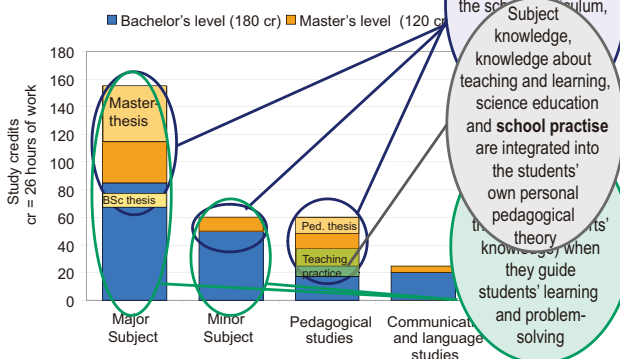 the sch
Bachelor's level (180 cr) Master's level (120 cr
Subject
knowledge,
knowledge about
teaching and learning,
science education
and school practise
are integrated into
the students'
own personal
pedagogical
theory
when
they guide
students' learning
and problem-
solving
Study credits
cr = 26 hours of work
180
160
140
120
100
80
60
40
20
0
Master-
thesis
BSc thesis
Ped. thesis
Teaching
practice
Major
Subject
Minor
Subject
Pedagogical
studies
Communicati
and language
studies